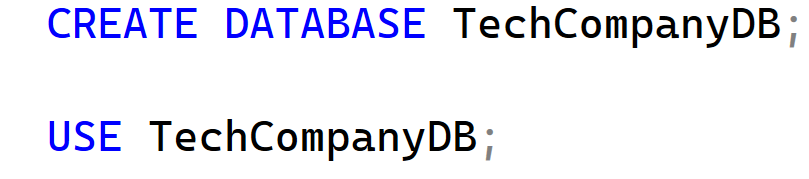 CREATE DATABASE TechCompanyDB;
USE TechCompanyDB;